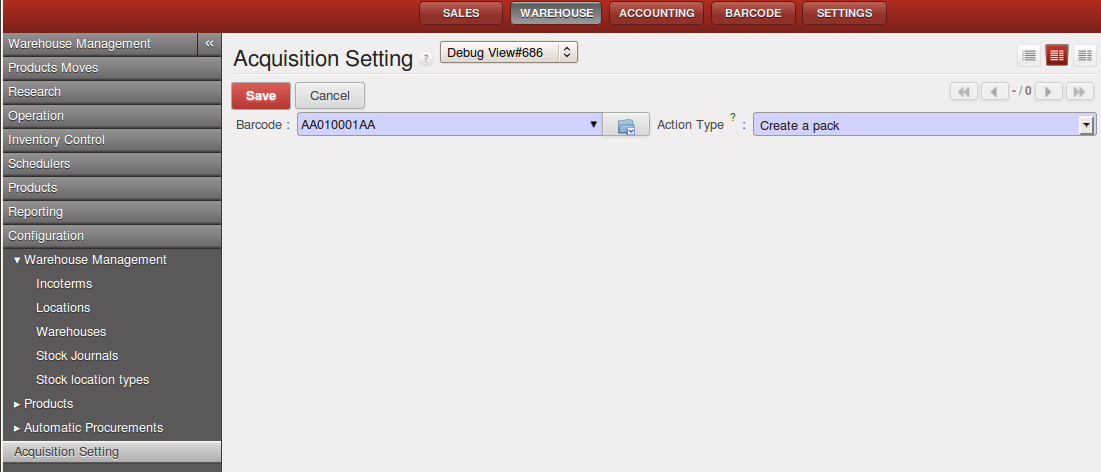 SALES WAREHOUSE ACCOUNTING BARCODE SETTINGS
Warehouse Management «
Products Moves
Research
Operation
Inventory Control
Schedulers
Products
Reporting
Configuration
▾ Warehouse Management
Incoterms
Locations
Warehouses
Stock Journals
Stock location types
▸ Products
▸ Automatic Procurements
Acquisition Setting
Acquisition Setting ? Debug View#686
Save Cancel
- / 0
Barcode : AA010001AA
Action Type ? : Create a pack